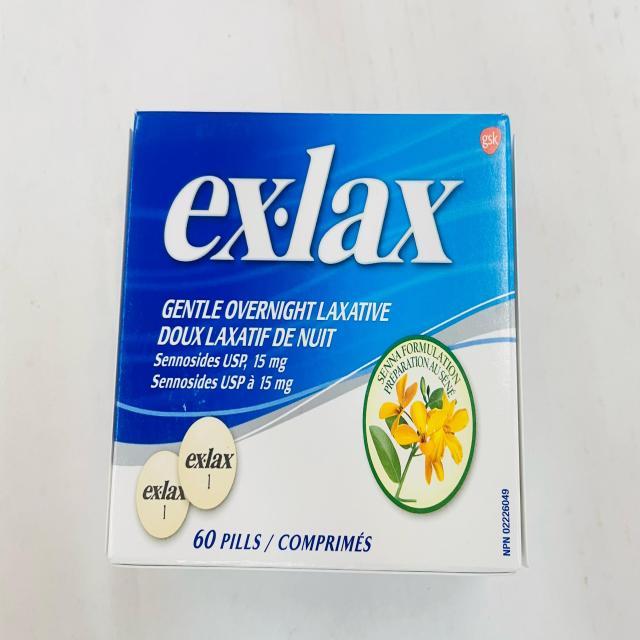 gsk
ex·lax
GENTLE OVERNIGHT LAXATIVE
DOUX LAXATIF DE NUIT
Sennosides USP, 15 mg
Sennosides USP à 15 mg
SENNA FORMULATION
PRÉPARATION AU SÉNÉ
ex·lax
1
ex·lax
1
60 PILLS / COMPRIMÉS
NPN 02226049